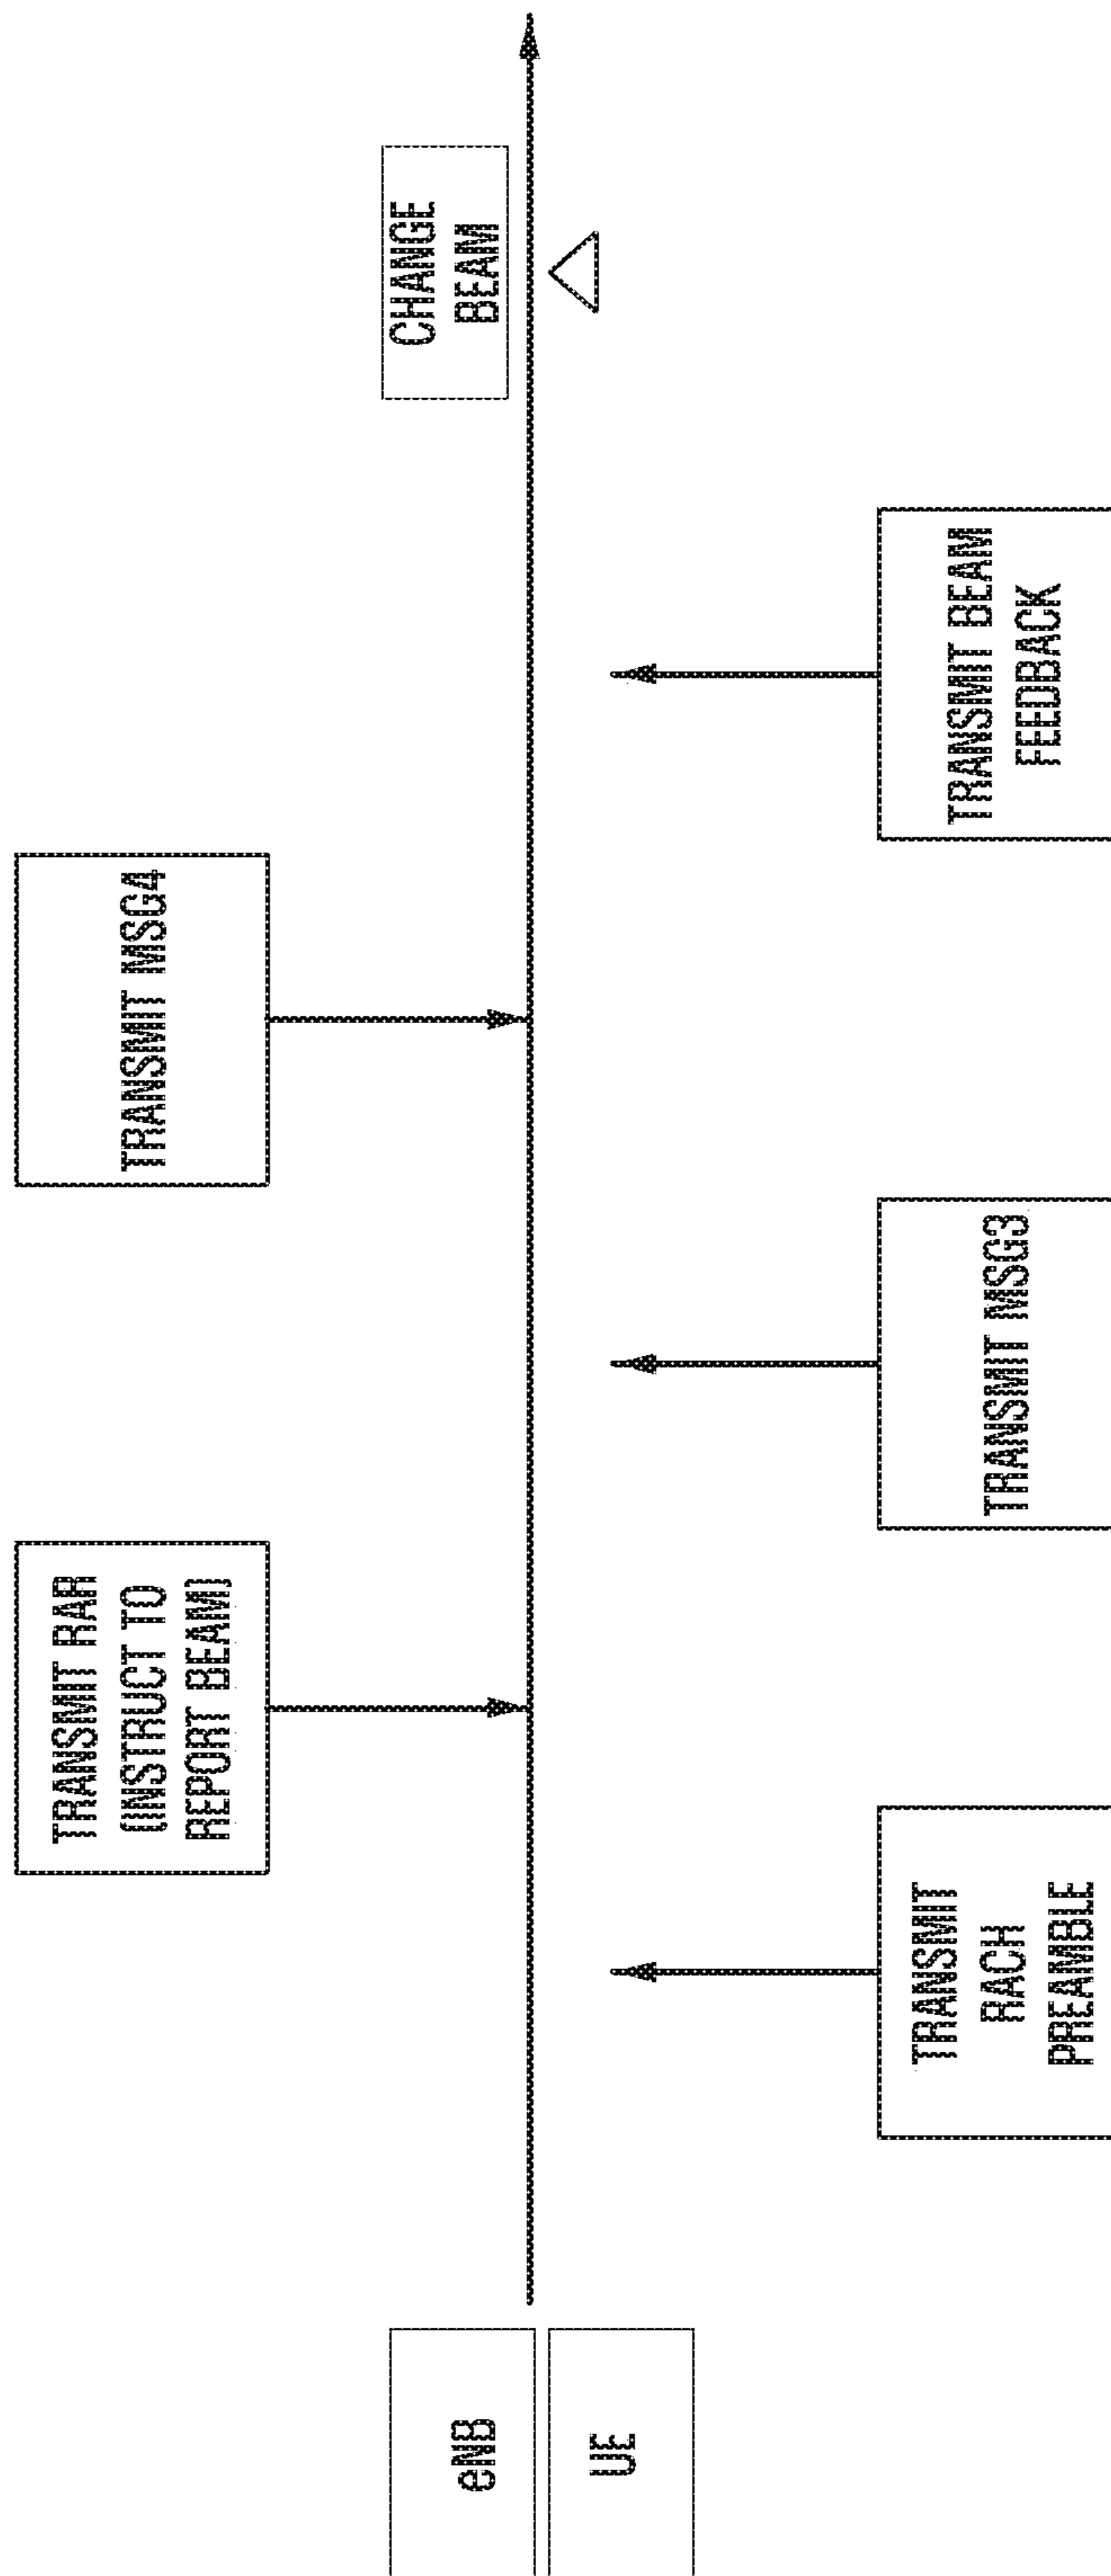 TRANSMIT RAR
(INSTRUCT TO
REPORT BEAM)
TRANSMIT MSG4
CHANGE
BEAM
eNB
UE
TRANSMIT
RACH
PREAMBLE
TRANSMIT MSG3
TRANSMIT BEAM
FEEDBACK